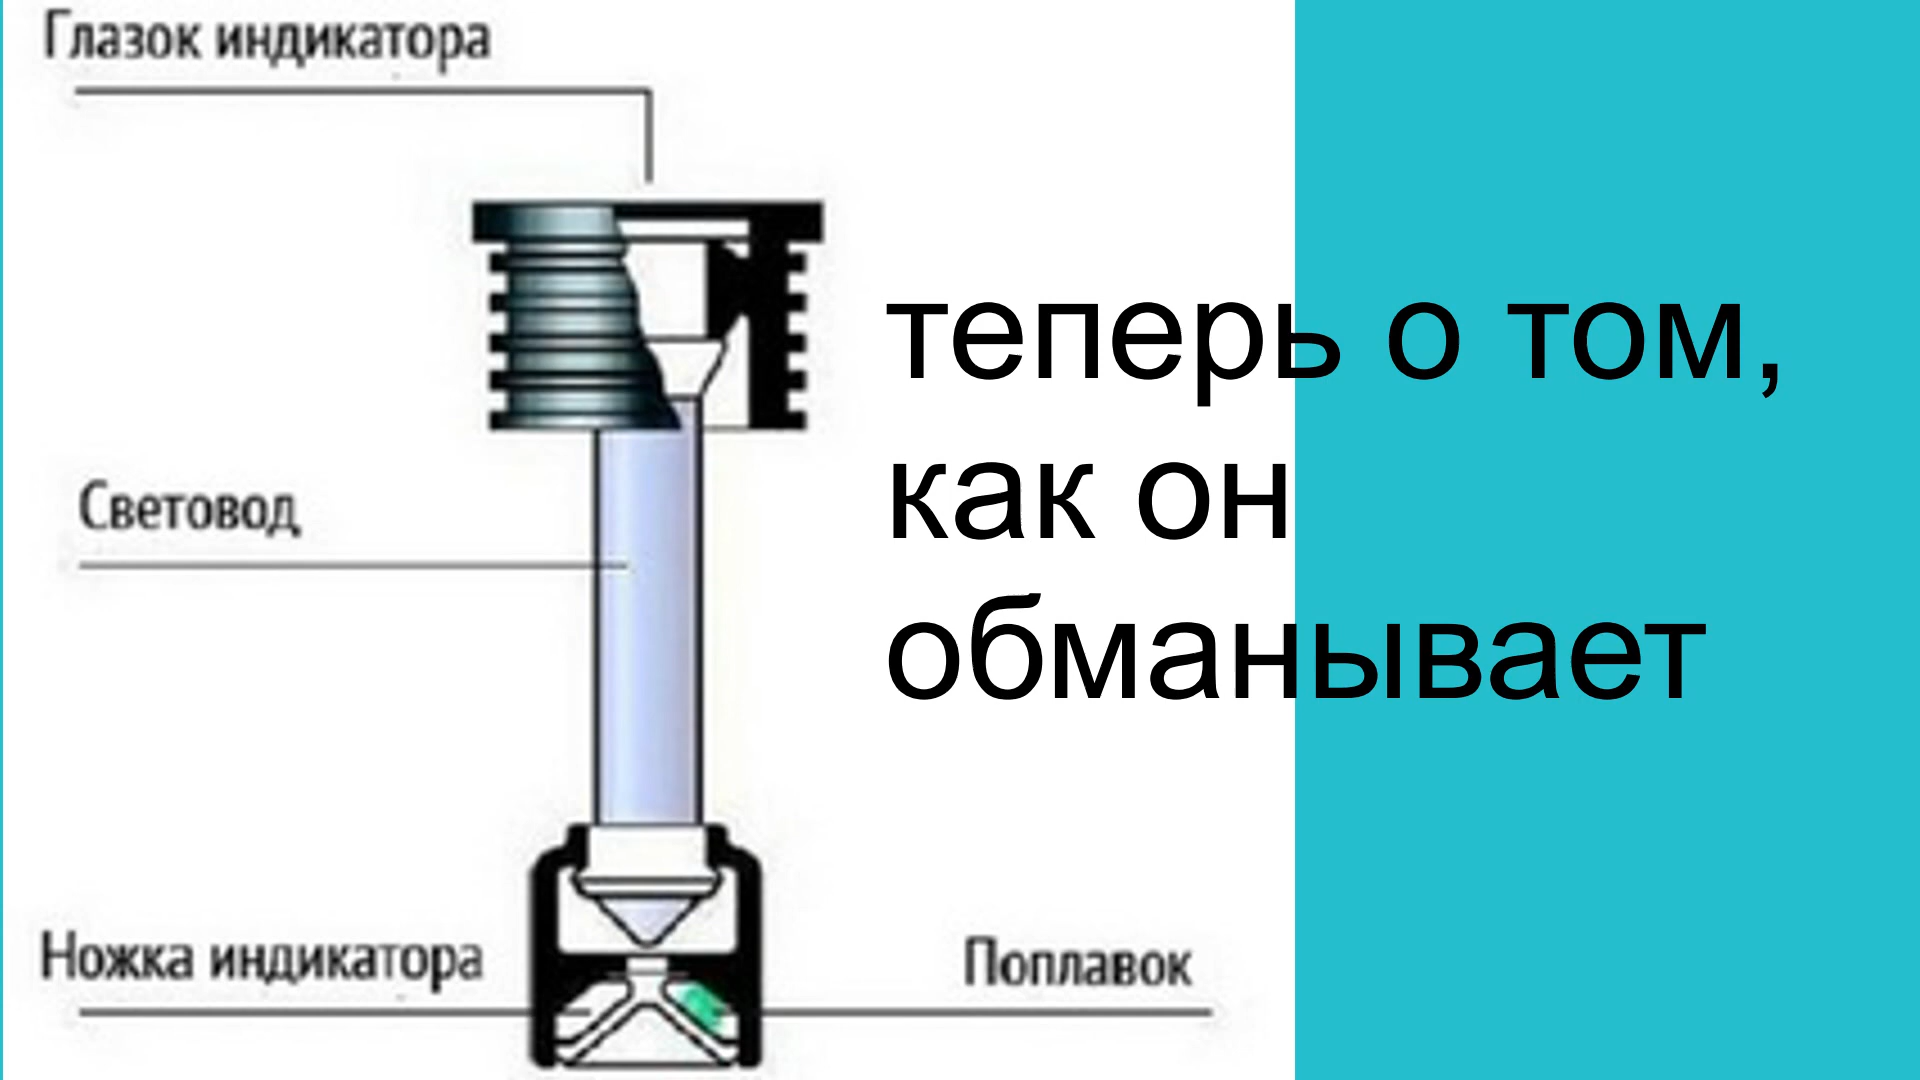 Глазок индикатора
теперь о том,
как он
обманывает
Световод
Ножка индикатора
Поплавок